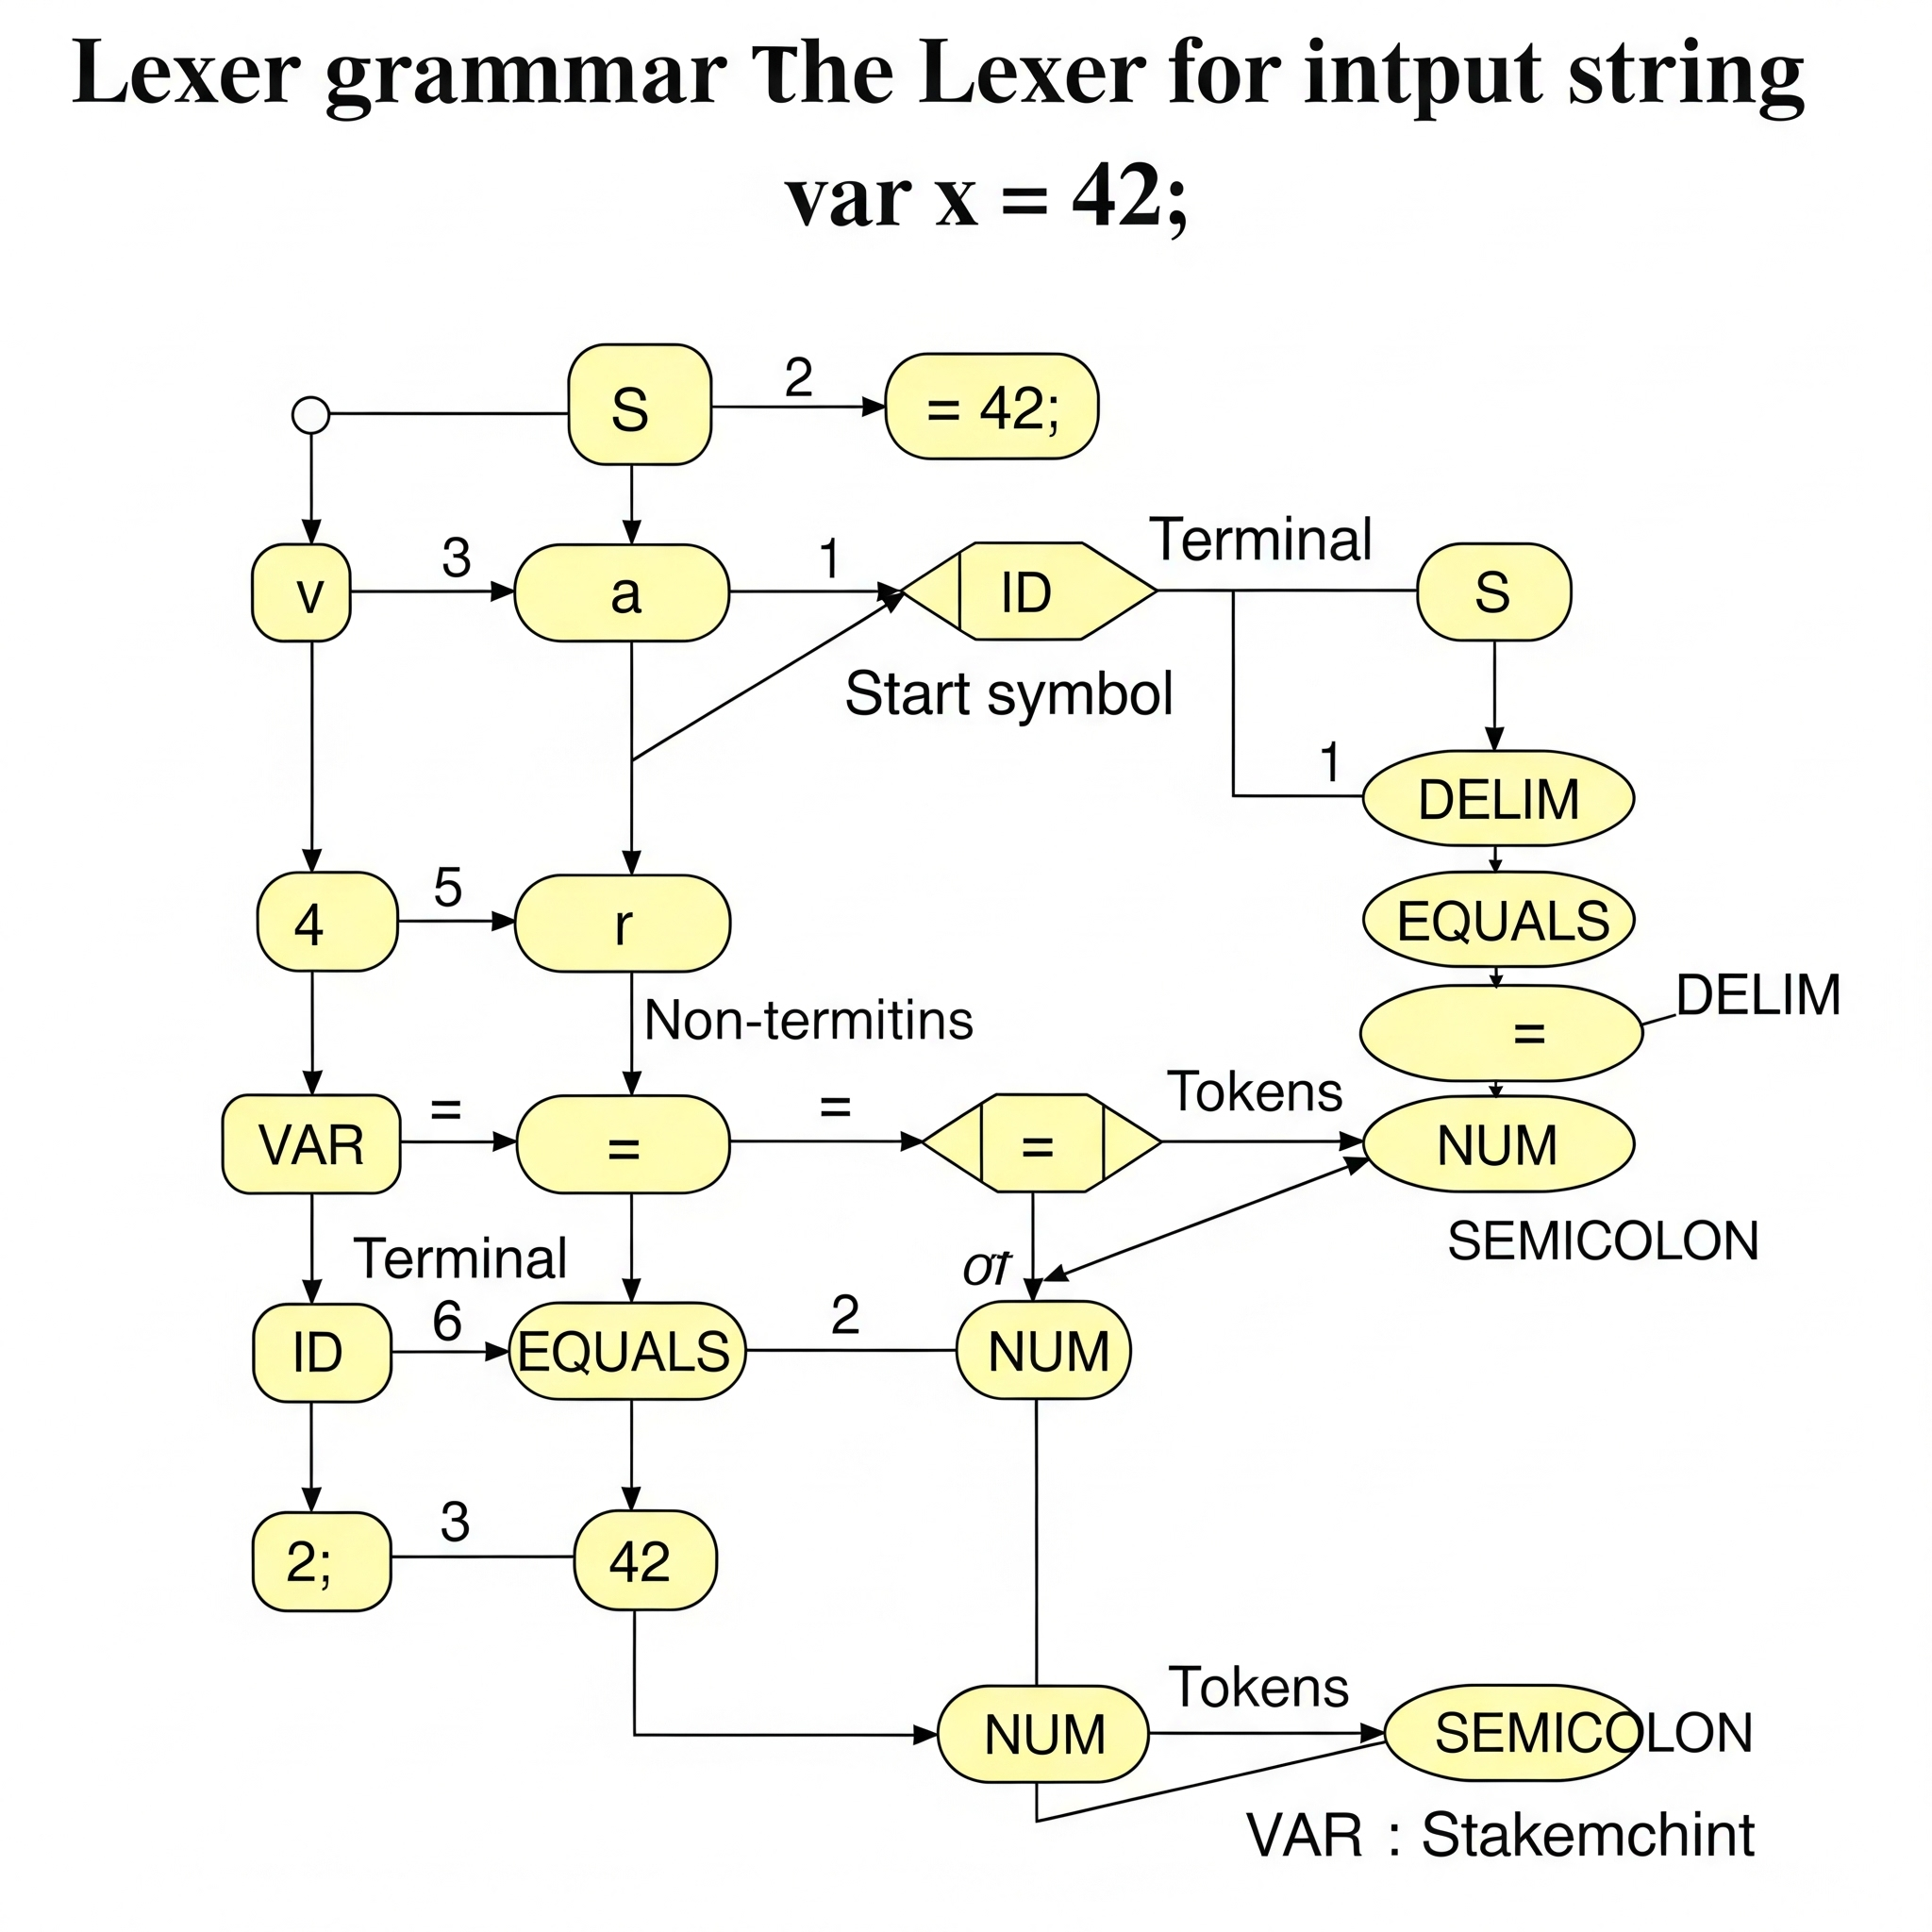 Lexer grammar The Lexer for intput string
var x = 42;
S
2
= 42;
v
3
a
1
ID
Terminal
S
Start symbol
1
DELIM
4
5
r
EQUALS
Non-termitins
=
DELIM
VAR
=
=
=
=
Tokens
NUM
SEMICOLON
Terminal
ID
6
EQUALS
2
NUM
2;
3
42
NUM
Tokens
SEMICOLON
VAR : Stakemchint